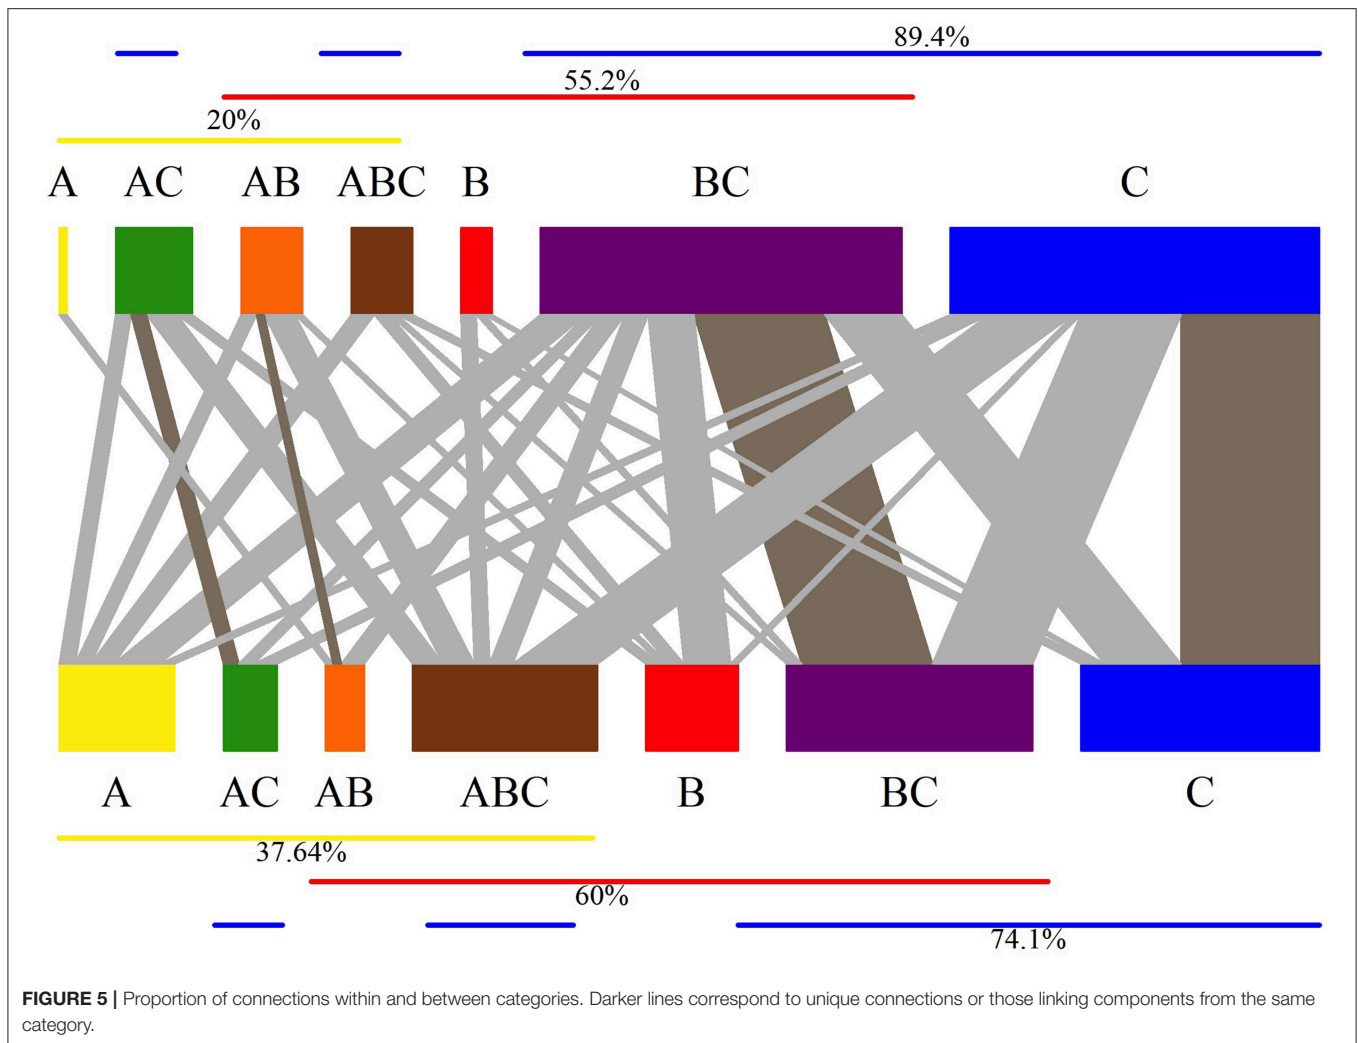 89.4%
55.2%
20%
A AC AB ABC B BC C
A AC AB ABC B BC C
37.64%
60%
74.1%
FIGURE 5 | Proportion of connections within and between categories. Darker lines correspond to unique connections or those linking components from the same
category.